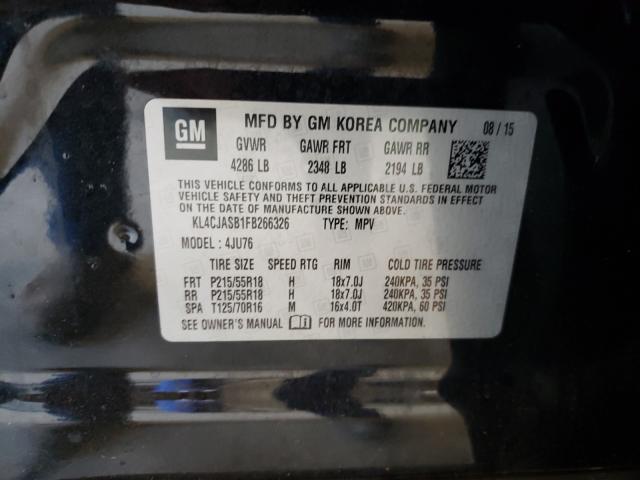 GM MFD BY GM KOREA COMPANY 08 / 15
GVWR GAWR FRT GAWR RR
4286 LB 2348 LB 2194 LB
THIS VEHICLE CONFORMS TO ALL APPLICABLE U.S. FEDERAL MOTOR
VEHICLE SAFETY AND THEFT PREVENTION STANDARDS IN EFFECT
ON THE DATE OF MANUFACTURE SHOWN ABOVE.
KL4CJASB1FB266326 TYPE: MPV
MODEL : 4JU76
TIRE SIZE SPEED RTG RIM COLD TIRE PRESSURE
FRT P215/55R18 H 18x7.0J 240KPA, 35 PSI
RR P215/55R18 H 18x7.0J 240KPA, 35 PSI
SPA T125/70R16 M 16x4.0T 420KPA, 60 PSI
SEE OWNER'S MANUAL FOR MORE INFORMATION